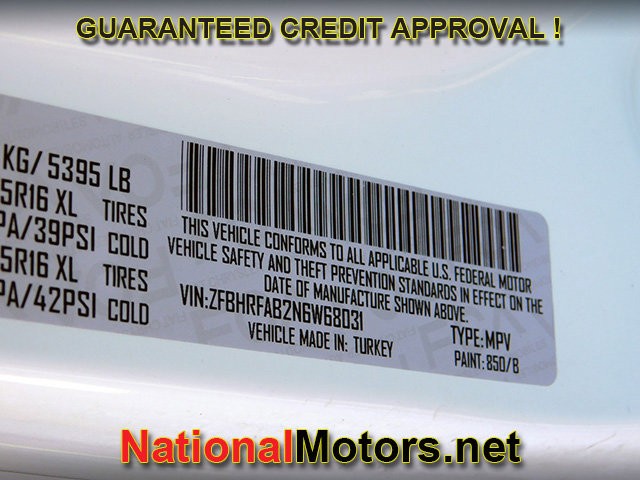 GUARANTEED CREDIT APPROVAL !
KG/ 5395 LB
5R16 XL TIRES
PA/39PSI COLD
5R16 XL TIRES
PA/42PSI COLD
THIS VEHICLE CONFORMS TO ALL APPLICABLE U.S. FEDERAL MOTOR
VEHICLE SAFETY AND THEFT PREVENTION STANDARDS IN EFFECT ON THE
DATE OF MANUFACTURE SHOWN ABOVE.
VIN:ZFBHRFAB2N6W68031
TYPE:MPV
VEHICLE MADE IN: TURKEY
PAINT: 850/B
NationalMotors.net